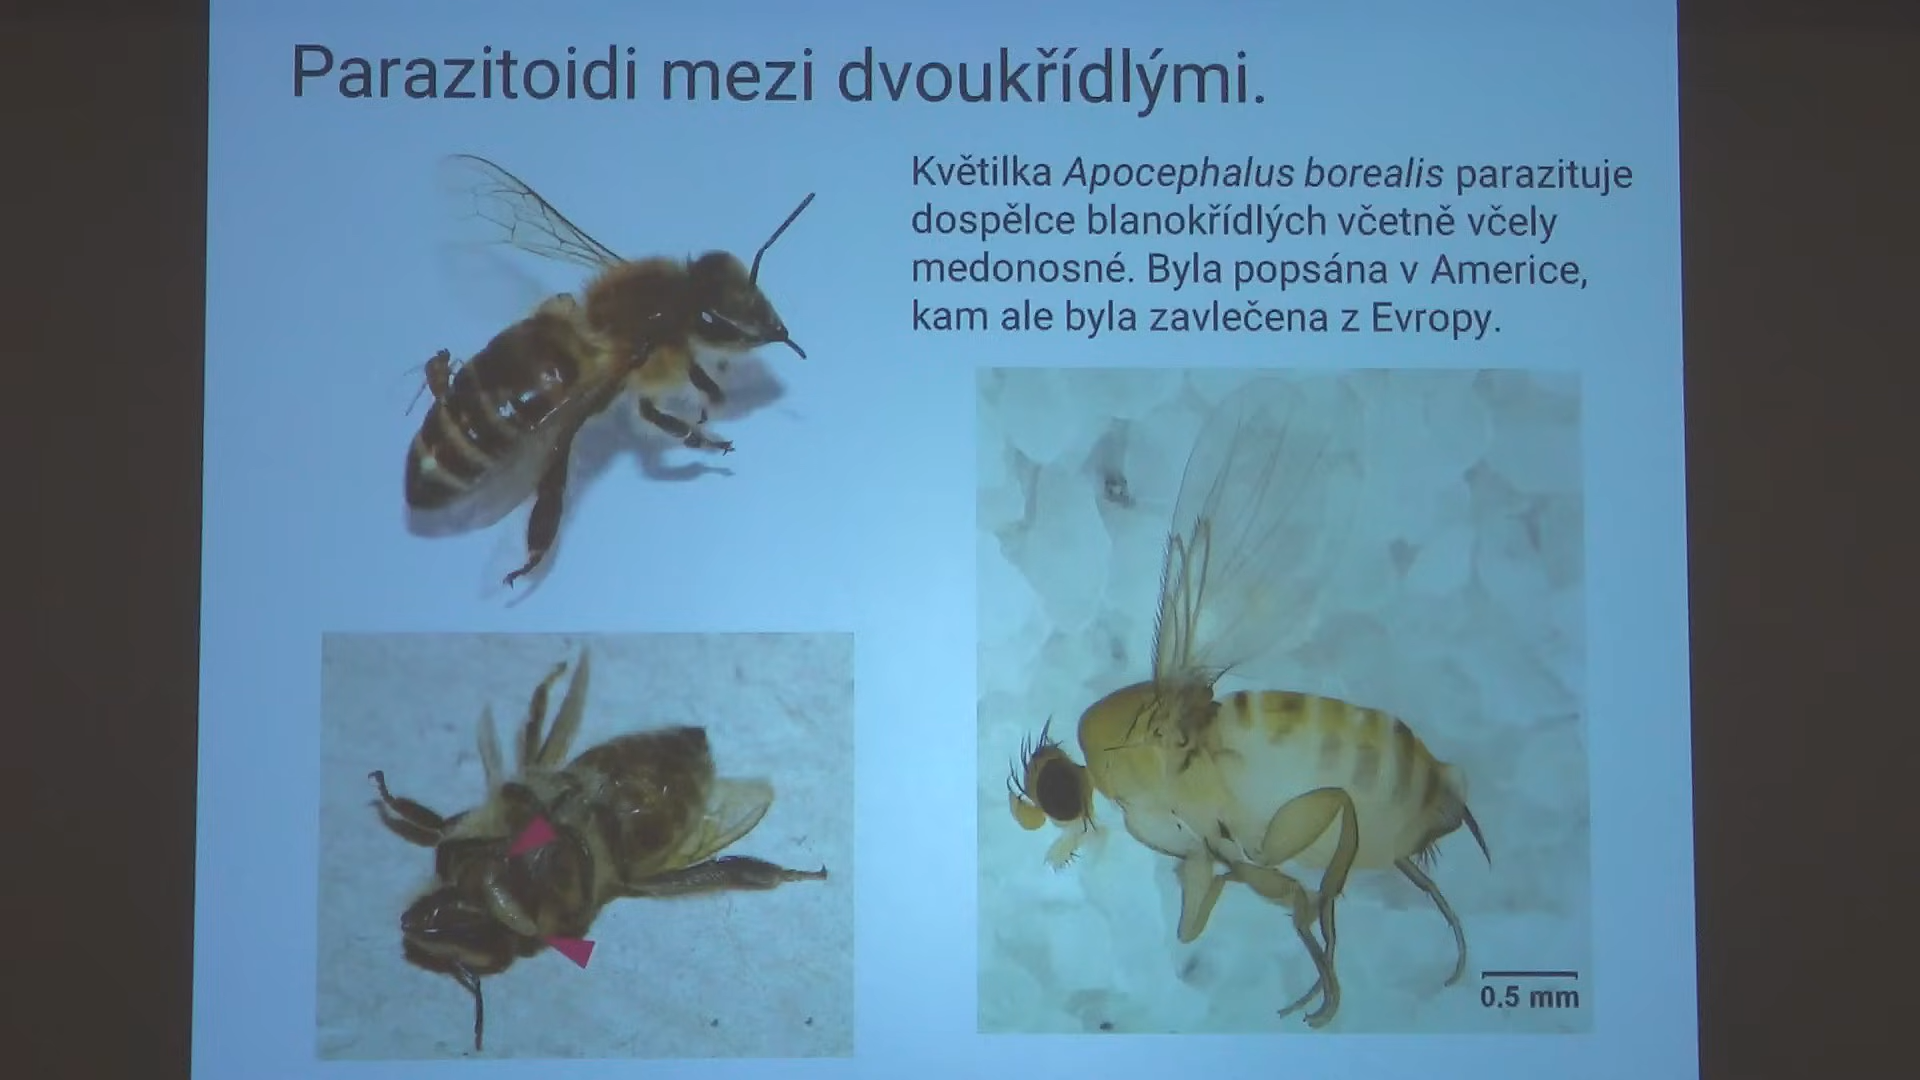 Parazitoidi mezi dvoukřídlými.
Květilka Apocephalus borealis parazituje
dospělce blanokřídlých včetně včely
medonosné. Byla popsána v Americe,
kam ale byla zavlečena z Evropy.
0.5 mm